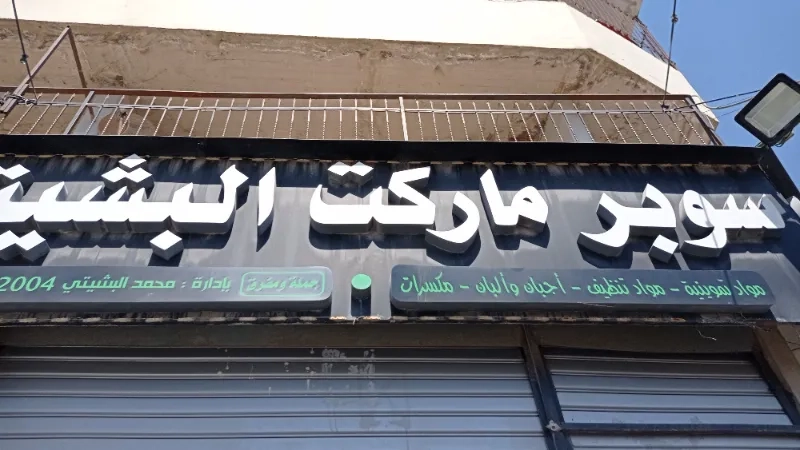 سوبر ماركت البشيتي
مواد تموينية - مواد تنظيف - أجبان وألبان - مكسرات
جملة ومفرق بإدارة : محمد البشيتي 2004